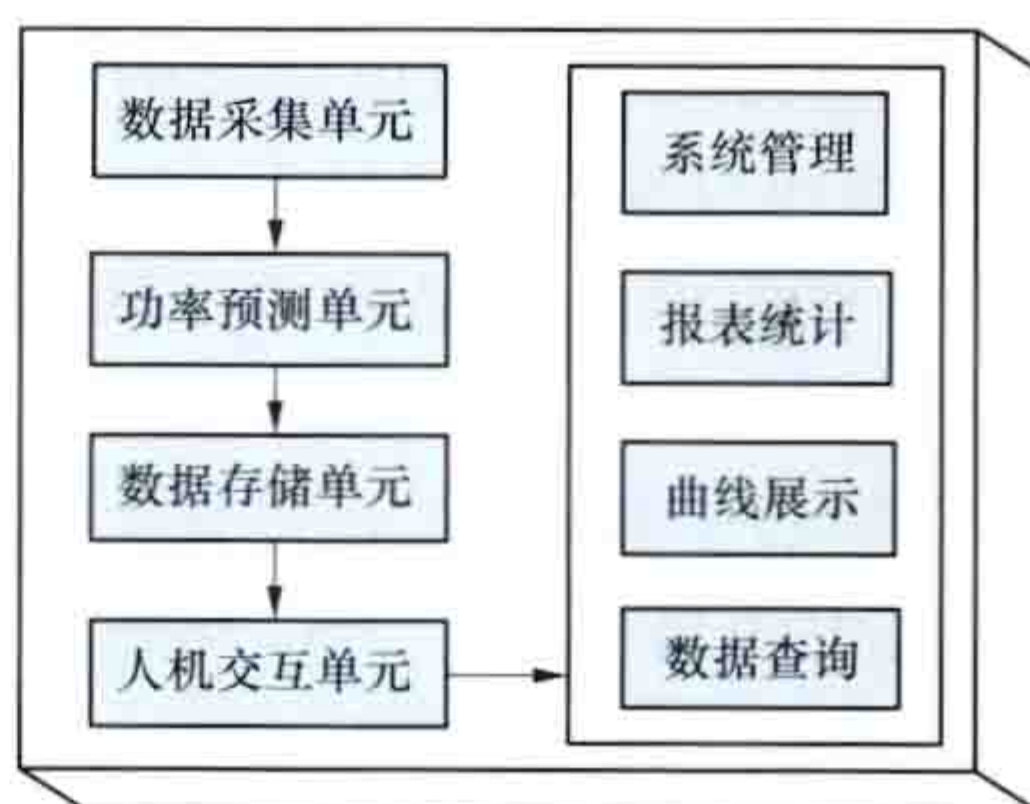 数据采集单元
功率预测单元
数据存储单元
人机交互单元
系统管理
报表统计
曲线展示
数据查询